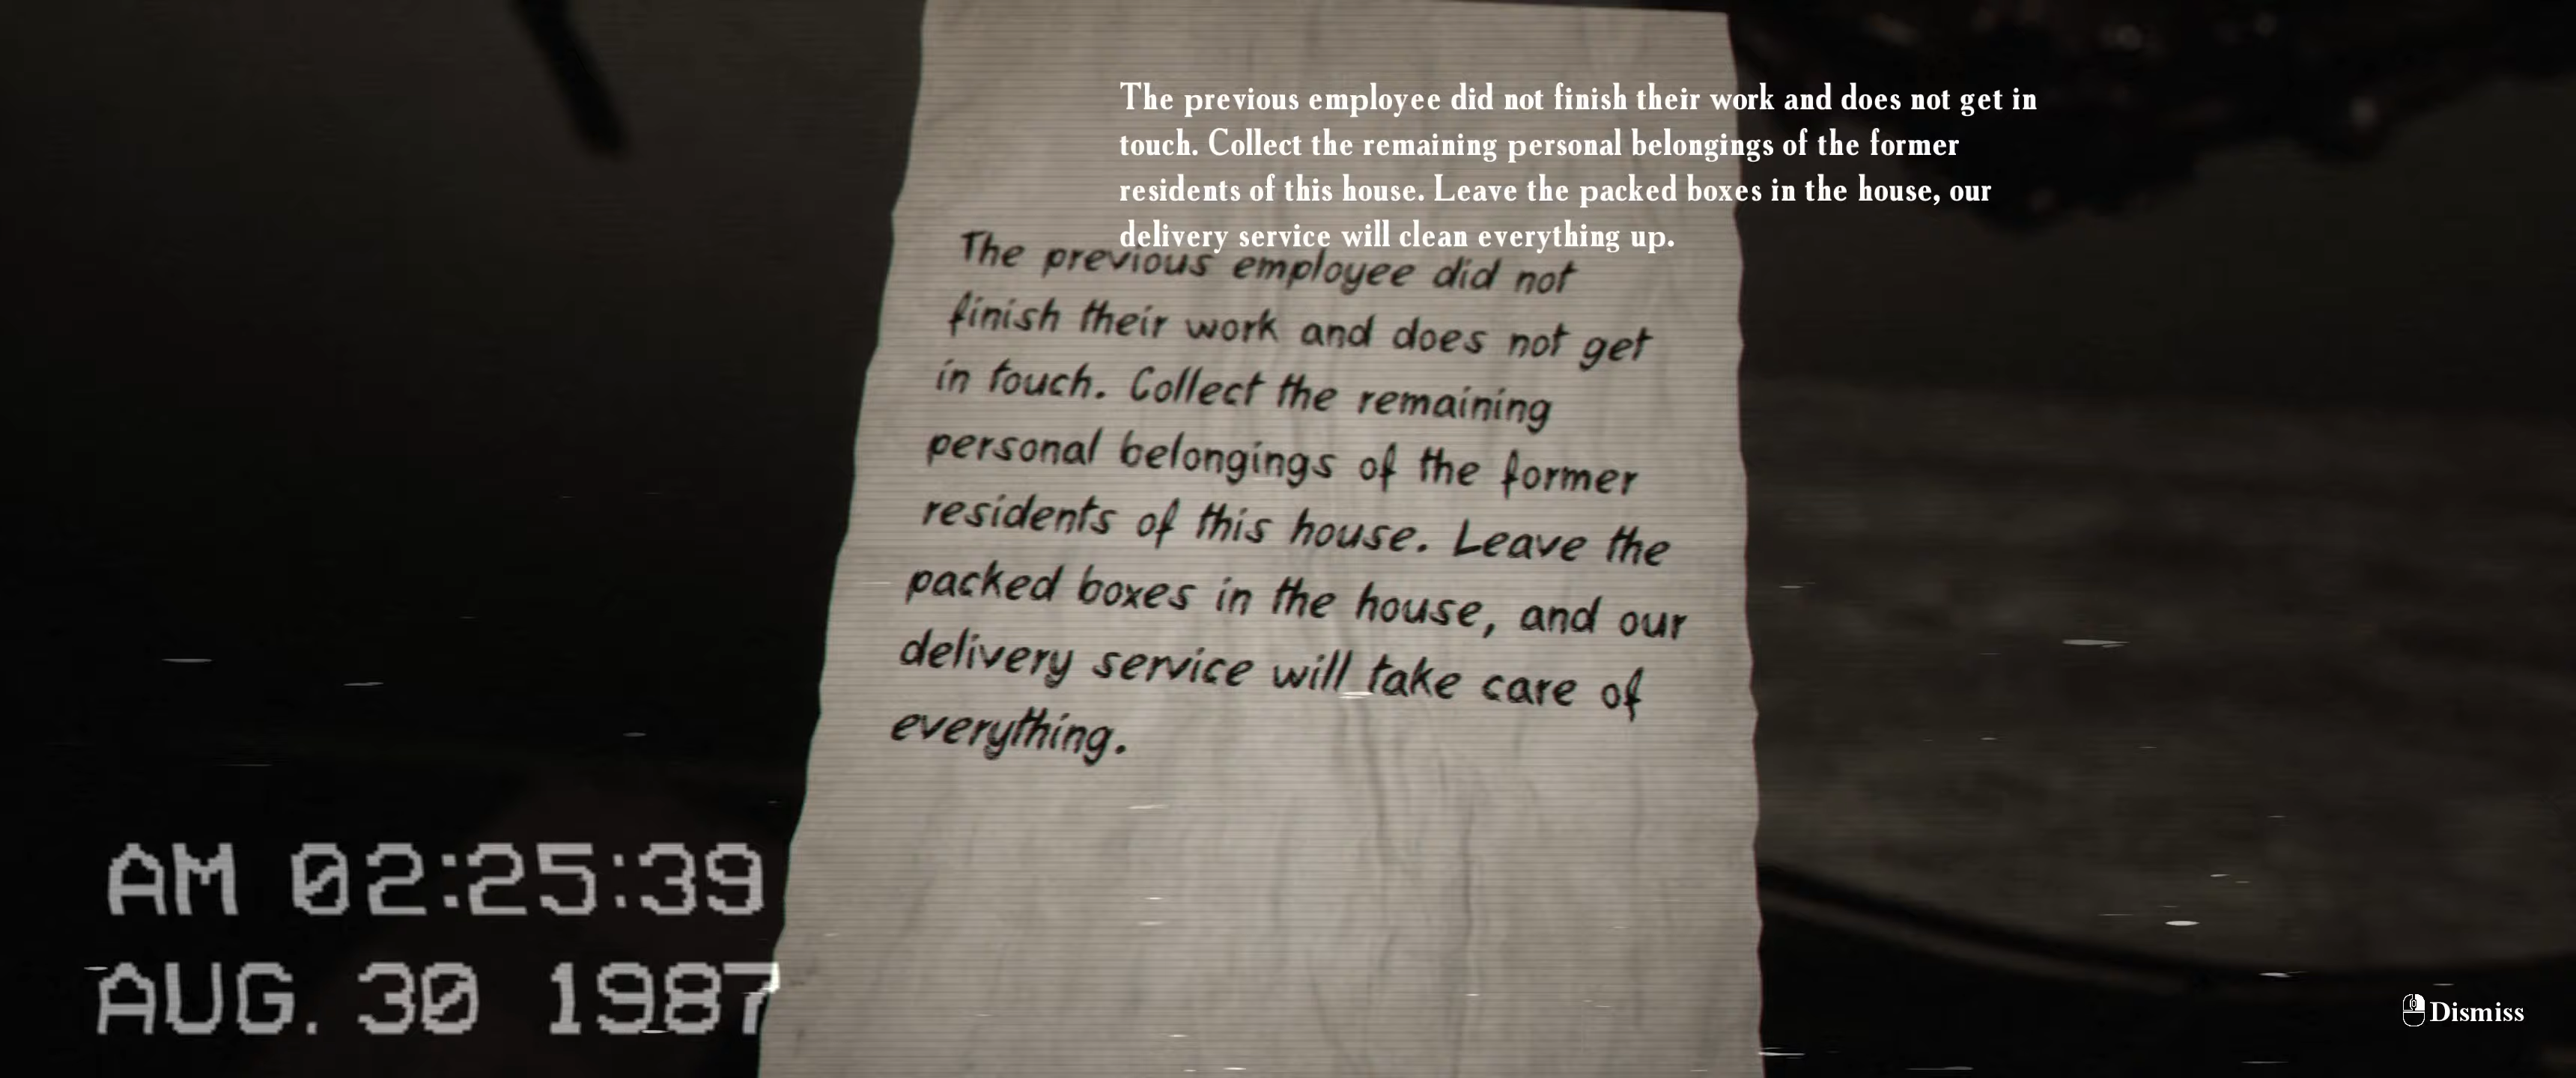 The previous employee did not finish their work and does not get in
touch. Collect the remaining personal belongings of the former
residents of this house. Leave the packed boxes in the house, our
delivery service will clean everything up.
The previous employee did not
finish their work and does not get
in touch. Collect the remaining
personal belongings of the former
residents of this house. Leave the
packed boxes in the house, and our
delivery service will take care of
everything.
AM 02:25:39
AUG. 30 1987
Dismiss